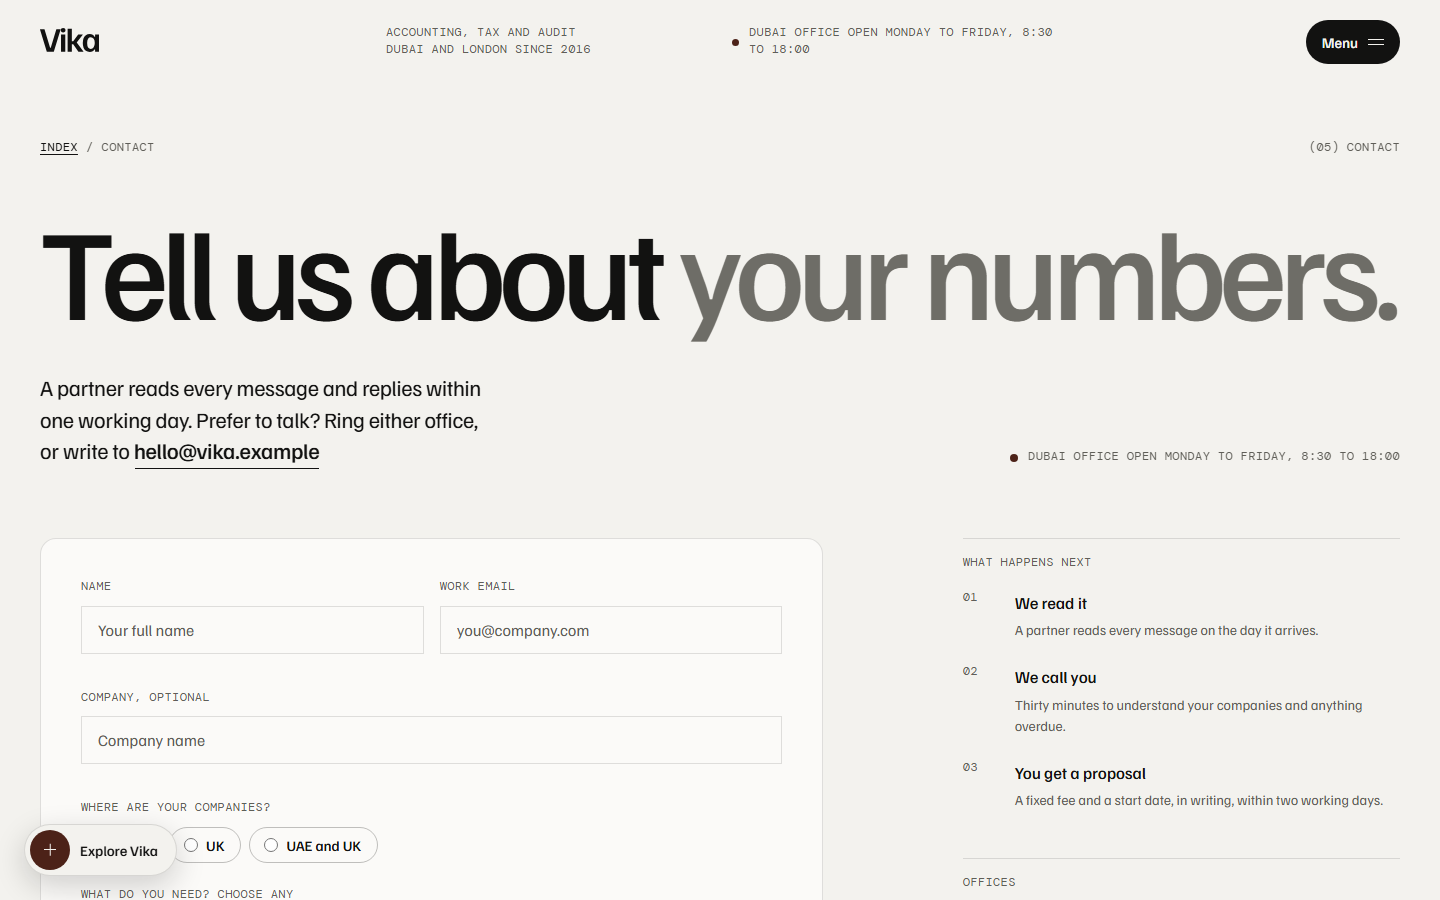 Vika
ACCOUNTING, TAX AND AUDIT
DUBAI AND LONDON SINCE 2016
DUBAI OFFICE OPEN MONDAY TO FRIDAY, 8:30
TO 18:00
Menu
INDEX / CONTACT
(05) CONTACT
Tell us about your numbers.
A partner reads every message and replies within
one working day. Prefer to talk? Ring either office,
or write to hello@vika.example
DUBAI OFFICE OPEN MONDAY TO FRIDAY, 8:30 TO 18:00
NAME
WORK EMAIL
Your full name
you@company.com
COMPANY, OPTIONAL
Company name
WHERE ARE YOUR COMPANIES?
UK
UAE and UK
Explore Vika
WHAT DO YOU NEED? CHOOSE ANY
WHAT HAPPENS NEXT
01
We read it
A partner reads every message on the day it arrives.
02
We call you
Thirty minutes to understand your companies and anything
overdue.
03
You get a proposal
A fixed fee and a start date, in writing, within two working days.
OFFICES